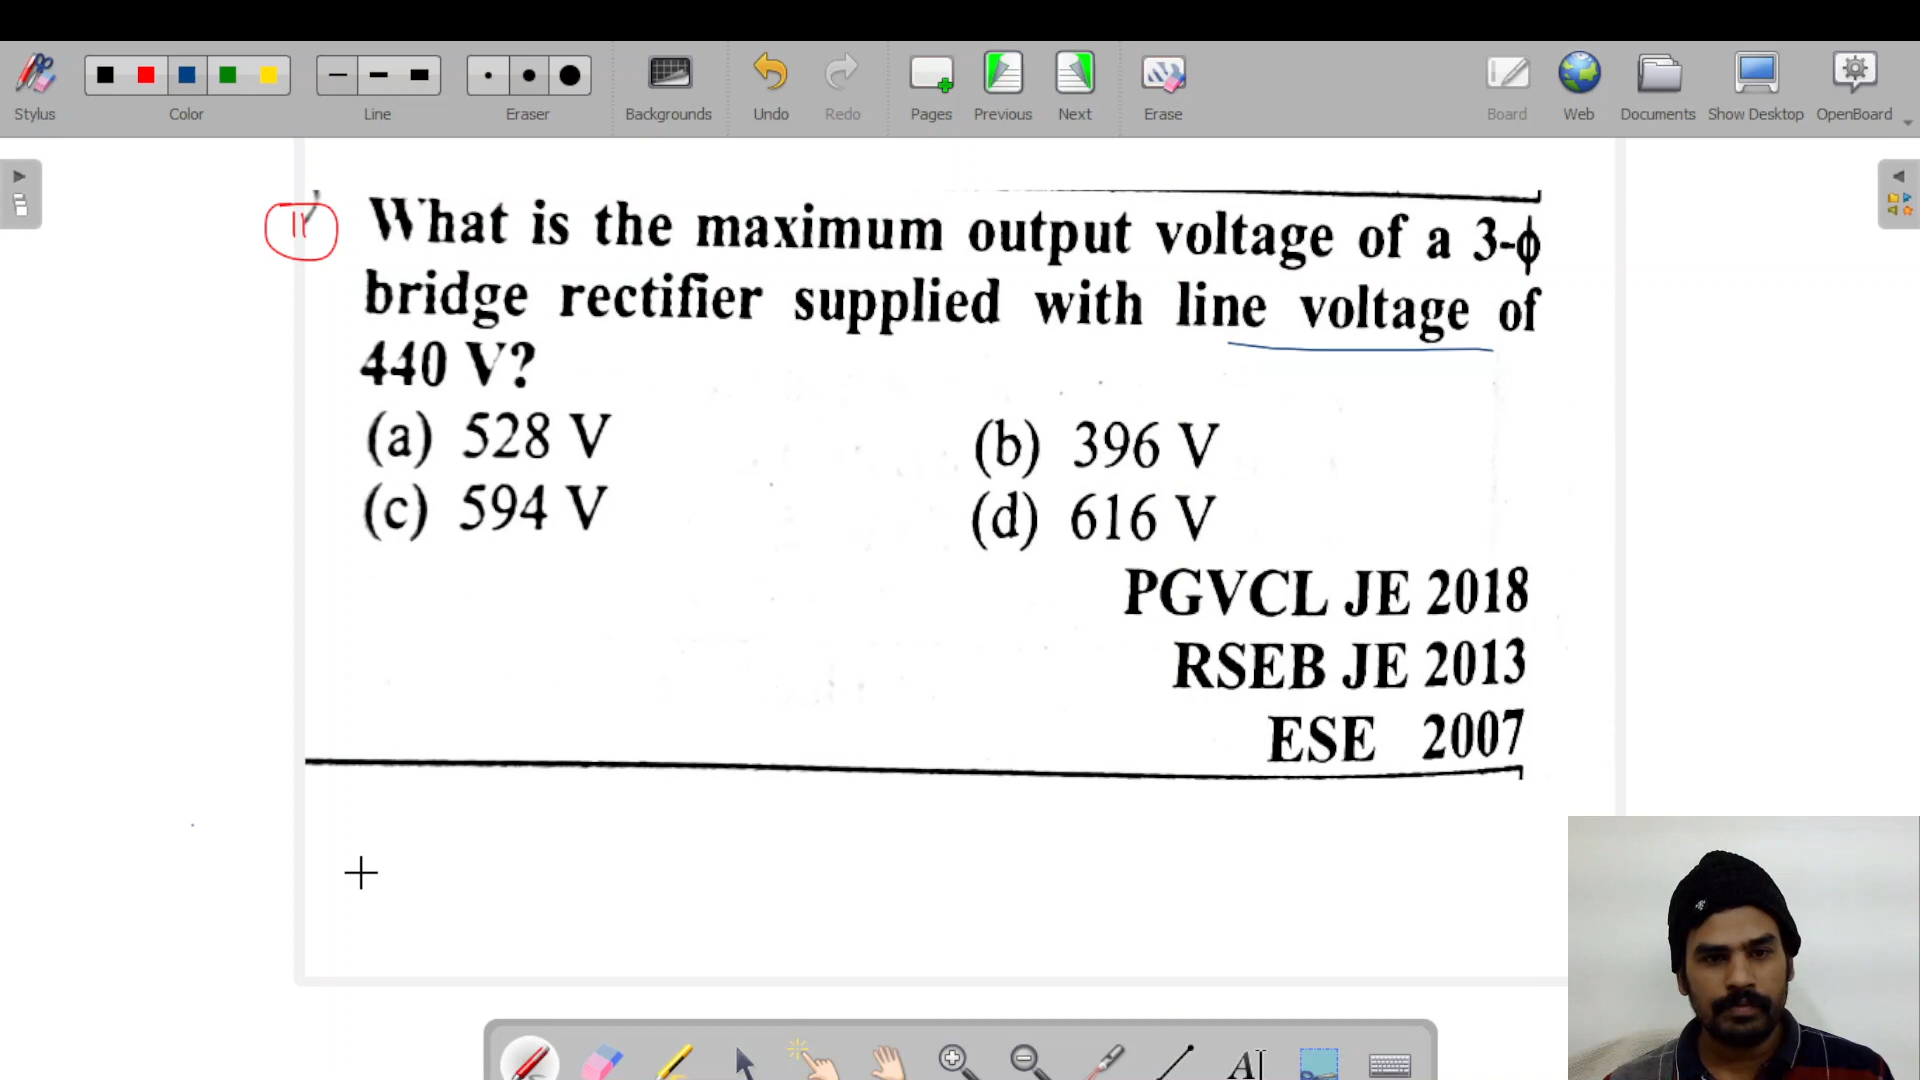 Stylus
Color
Line
Eraser
Backgrounds
Undo
Redo
Pages
Previous
Next
Erase
Board
Web
Documents
Show Desktop
OpenBoard
11
What is the maximum output voltage of a 3-ϕ
bridge rectifier supplied with line voltage of
440 V?
(a) 528 V
(b) 396 V
(c) 594 V
(d) 616 V
PGVCL JE 2018
RSEB JE 2013
ESE 2007